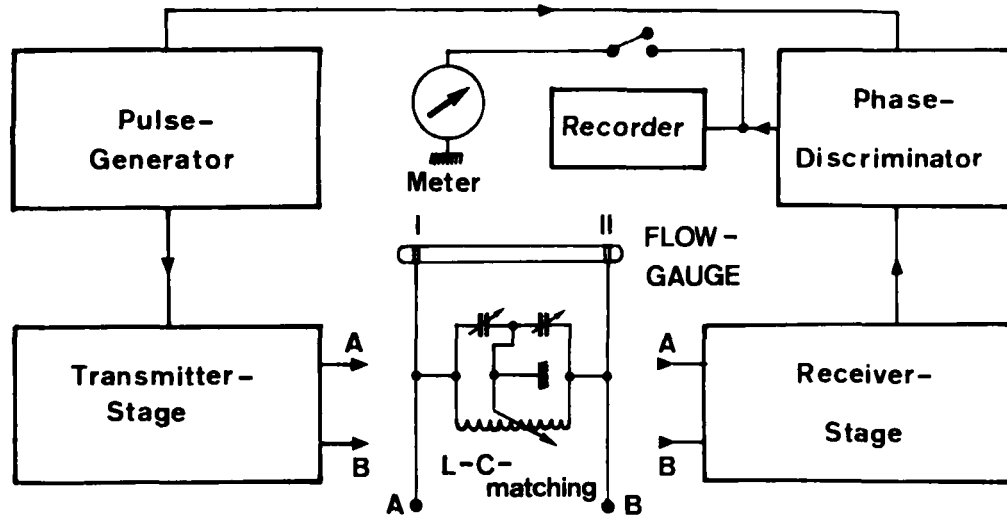 Pulse-
Generator
Meter
Recorder
Phase-
Discriminator
I
II
FLOW-
GAUGE
Transmitter-
Stage
A
B
L-C-
matching
A
B
A
B
Receiver-
Stage